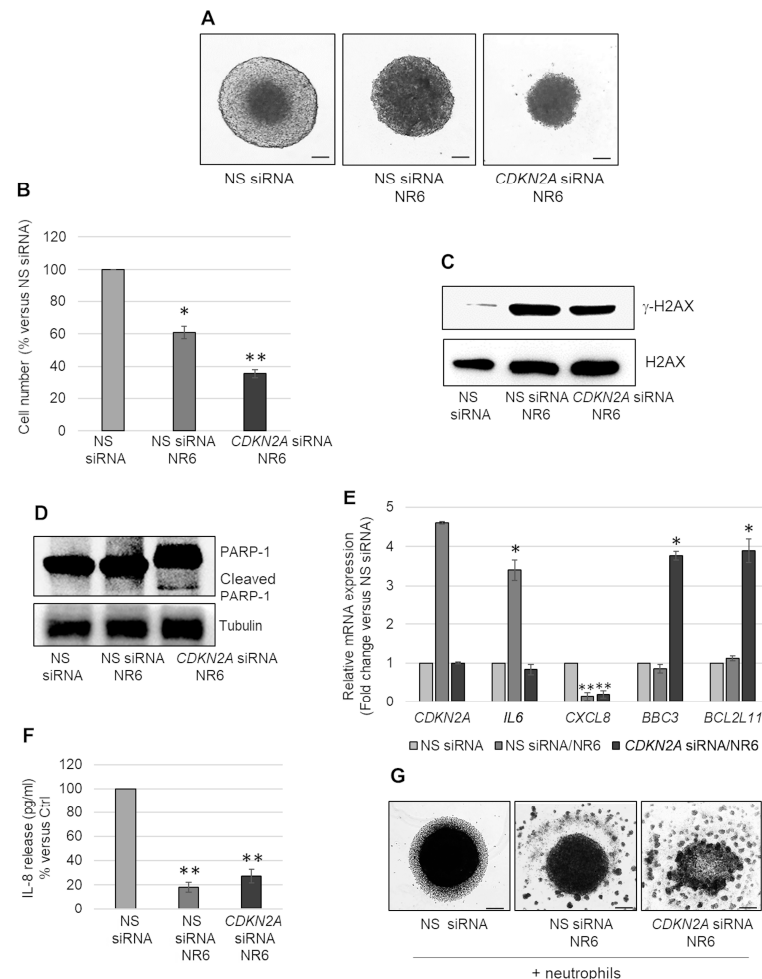 A
NS siRNA
NS siRNA
NR6
CDKN2A siRNA
NR6
B
Cell number (% versus NS siRNA)
120
100
80
60
40
20
0
*
**
NS
siRNA
NS siRNA
NR6
CDKN2A siRNA
NR6
C
γ-H2AX
H2AX
NS
siRNA
NS siRNA
NR6
CDKN2A siRNA
NR6
D
PARP-1
Cleaved
PARP-1
Tubulin
NS
siRNA
NS siRNA
NR6
CDKN2A siRNA
NR6
E
Relative mRNA expression
(Fold change versus NS siRNA)
5
4
3
2
1
0
*
**
**
*
*
CDKN2A IL6 CXCL8 BBC3 BCL2L11
NS siRNA NS siRNA/NR6 CDKN2A siRNA/NR6
F
IL-8 release (pg/ml)
% versus Ctrl
120
100
80
60
40
20
0
**
**
NS
siRNA
NS
siRNA
NR6
CDKN2A
siRNA
NR6
G
NS siRNA
NS siRNA
NR6
CDKN2A siRNA
NR6
+ neutrophils